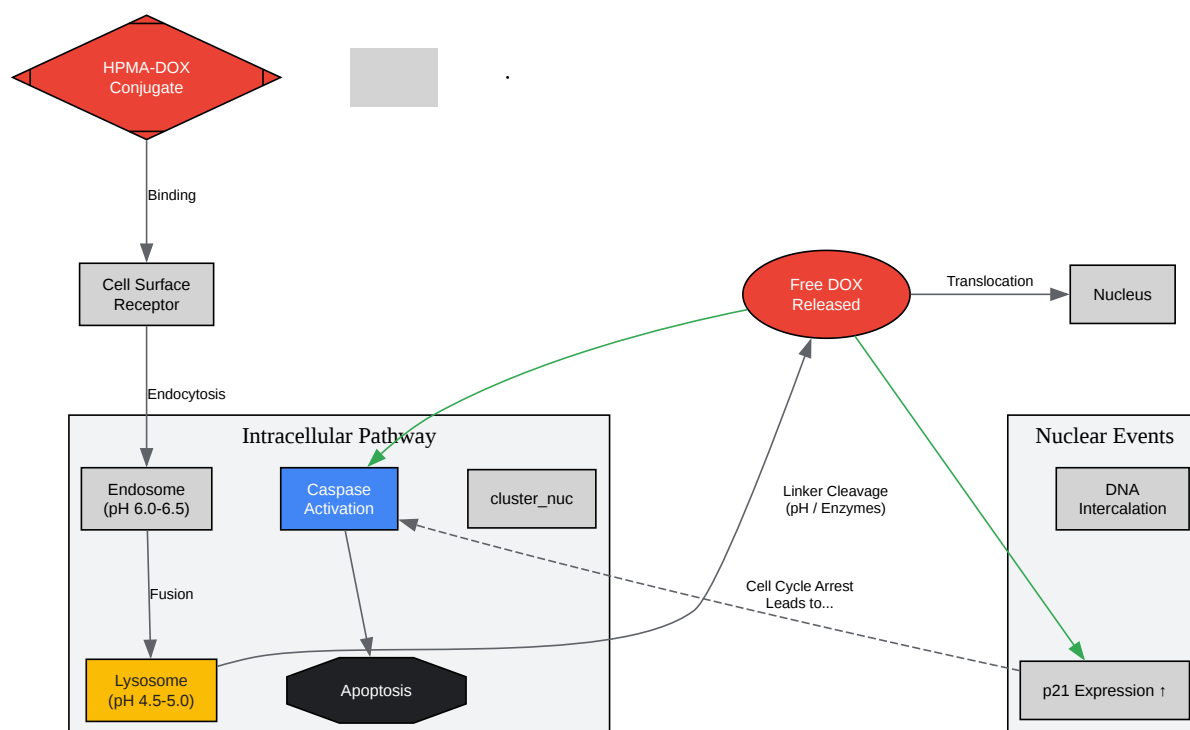 HPMA-DOX
Conjugate
Binding
Cell Surface
Receptor
Free DOX
Released
Translocation
Nucleus
Endocytosis
Intracellular Pathway
Nuclear Events
Endosome
(pH 6.0-6.5)
Caspase
Activation
cluster_nuc
Linker Cleavage
(pH / Enzymes)
DNA
Intercalation
Fusion
Cell Cycle Arrest
Leads to...
Lysosome
(pH 4.5-5.0)
Apoptosis
p21 Expression ↑